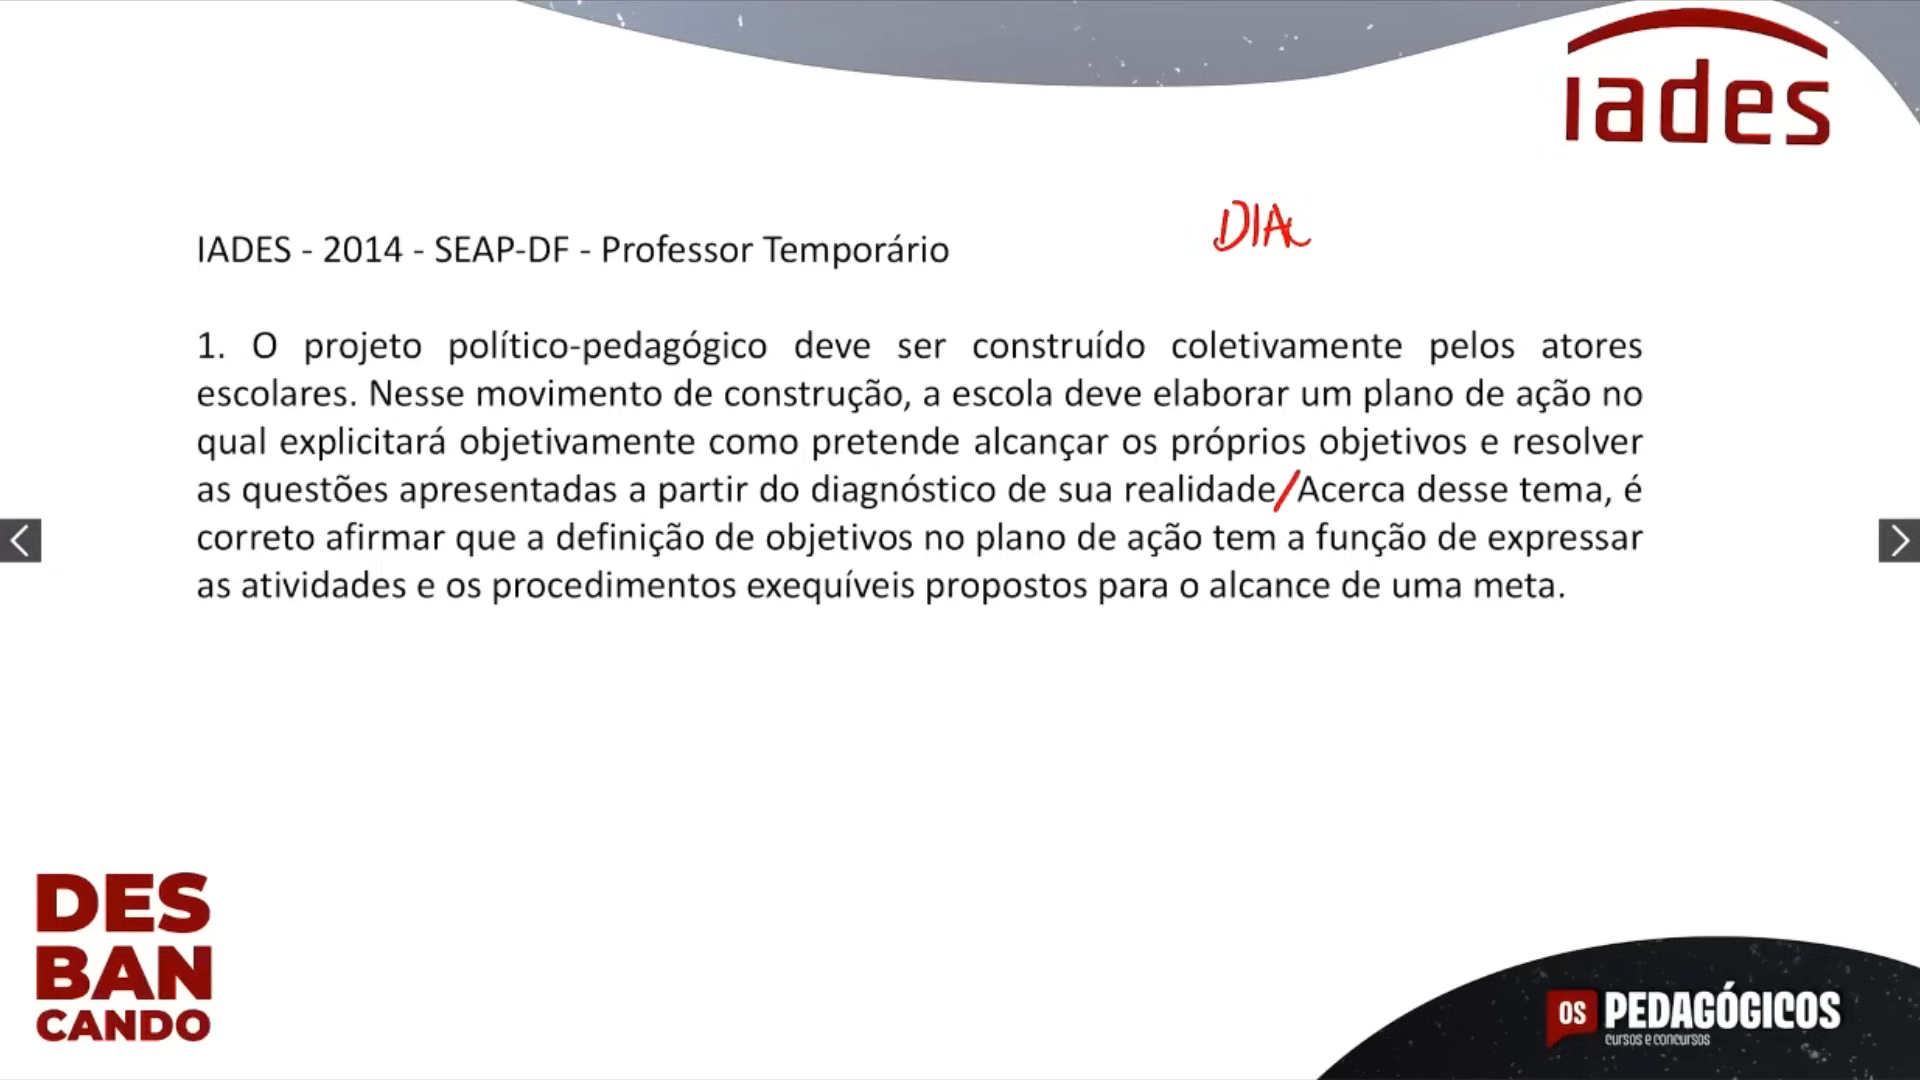 iades
DIA
IADES - 2014 - SEAP-DF - Professor Temporário
1. O projeto político-pedagógico deve ser construído coletivamente pelos atores
escolares. Nesse movimento de construção, a escola deve elaborar um plano de ação no
qual explicitará objetivamente como pretende alcançar os próprios objetivos e resolver
as questões apresentadas a partir do diagnóstico de sua realidade/Acerca desse tema, é
correto afirmar que a definição de objetivos no plano de ação tem a função de expressar
as atividades e os procedimentos exequíveis propostos para o alcance de uma meta.
DES
BAN
CANDO
OS PEDAGÓGICOS
cursos e concursos